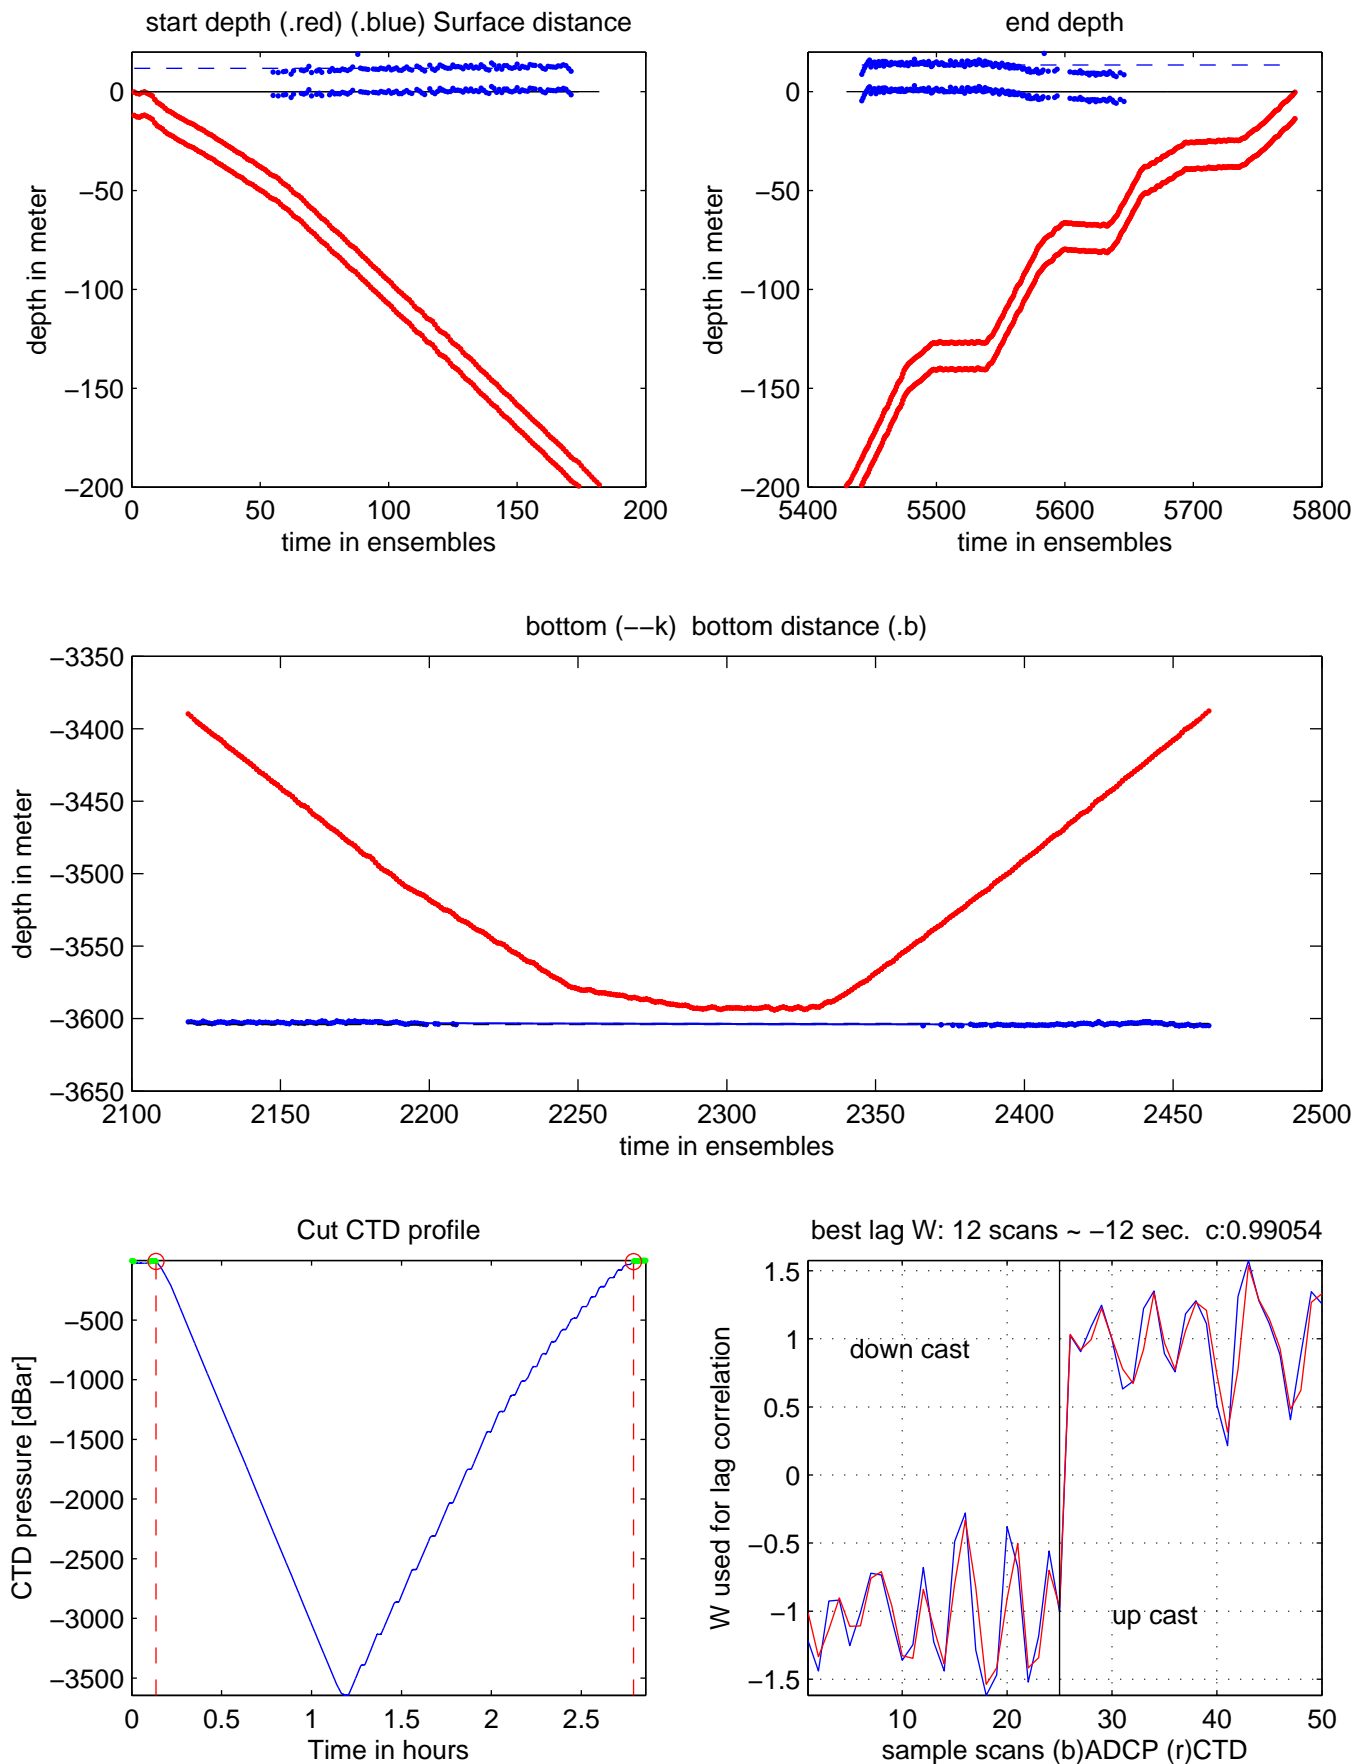 start depth (.red) (.blue) Surface distance
end depth
0
−50
−100
−150
−200
depth in meter
0 50 100 150 200
time in ensembles
0
−50
−100
−150
−200
depth in meter
5400 5500 5600 5700 5800
time in ensembles
bottom (−−k)  bottom distance (.b)
−3350
−3400
−3450
−3500
−3550
−3600
−3650
depth in meter
2100 2150 2200 2250 2300 2350 2400 2450 2500
time in ensembles
Cut CTD profile
−500
−1000
−1500
−2000
−2500
−3000
−3500
CTD pressure [dBar]
0 0.5 1 1.5 2 2.5
Time in hours
best lag W: 12 scans ~ −12 sec.  c:0.99054
1.5
1
0.5
0
−0.5
−1
−1.5
W used for lag correlation
down cast
up cast
10 20 30 40 50
sample scans (b)ADCP (r)CTD